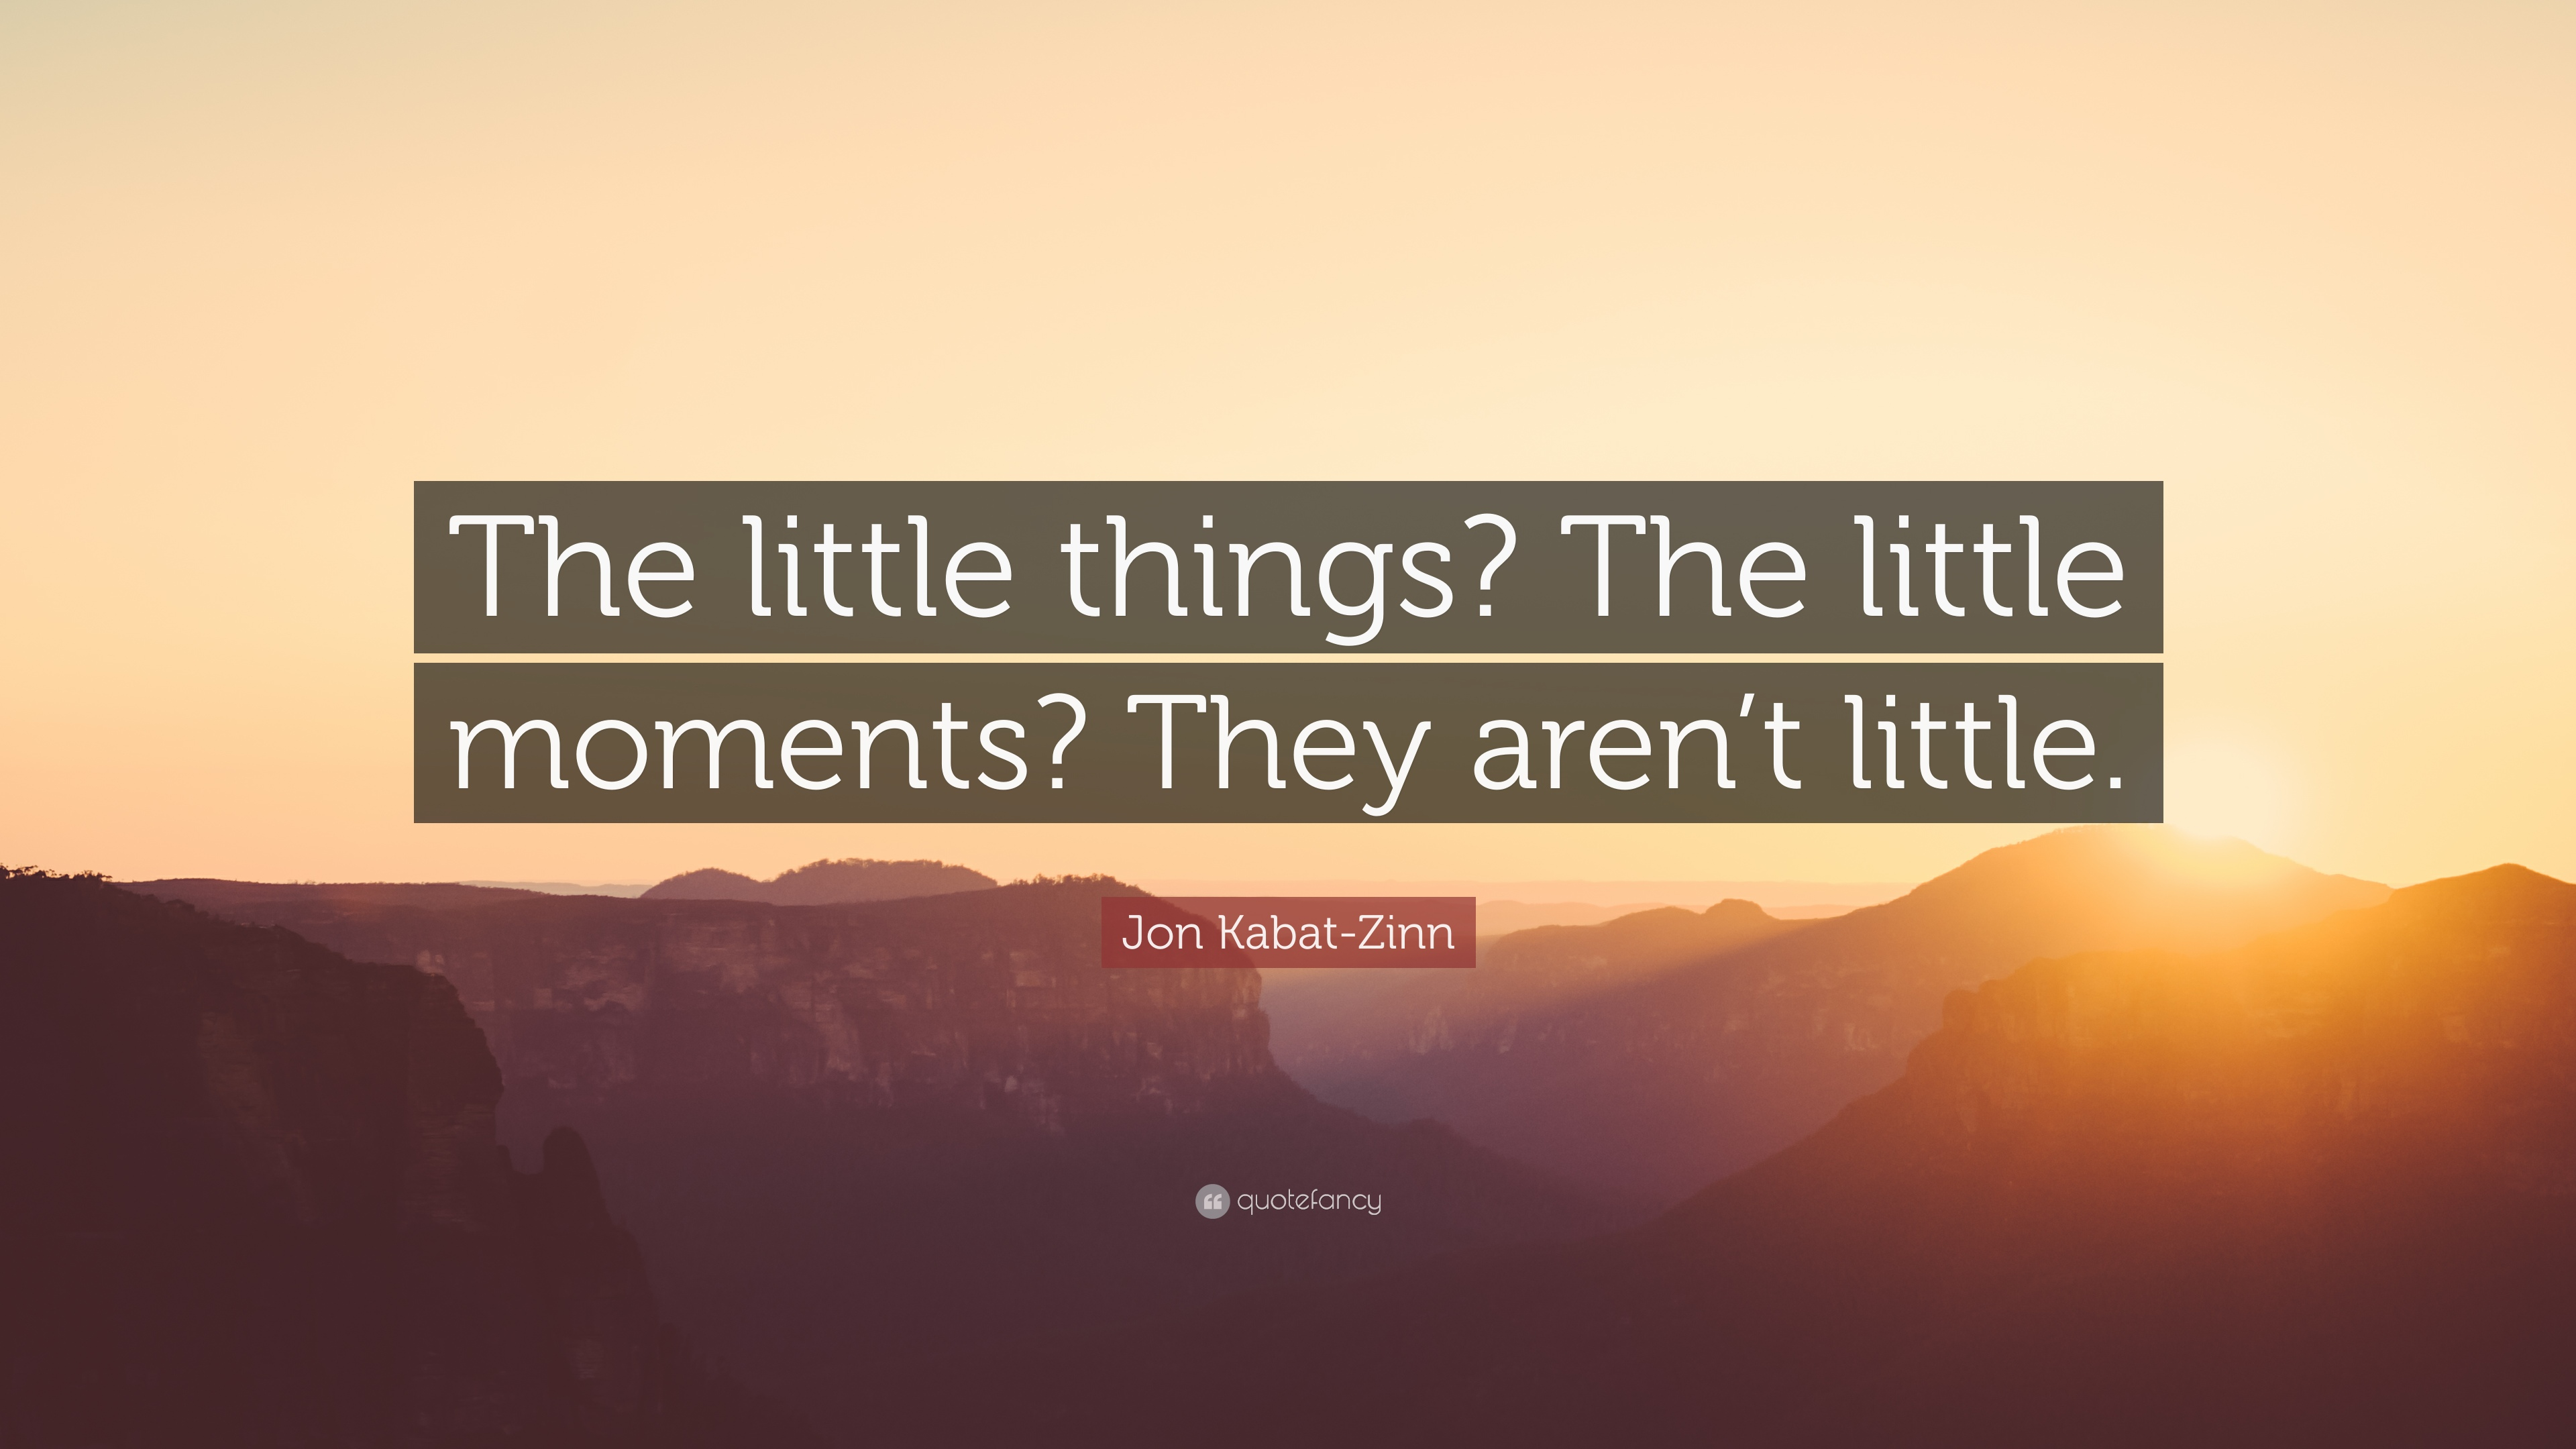 The little things? The little
moments? They aren’t little.
Jon Kabat-Zinn
quotefancy